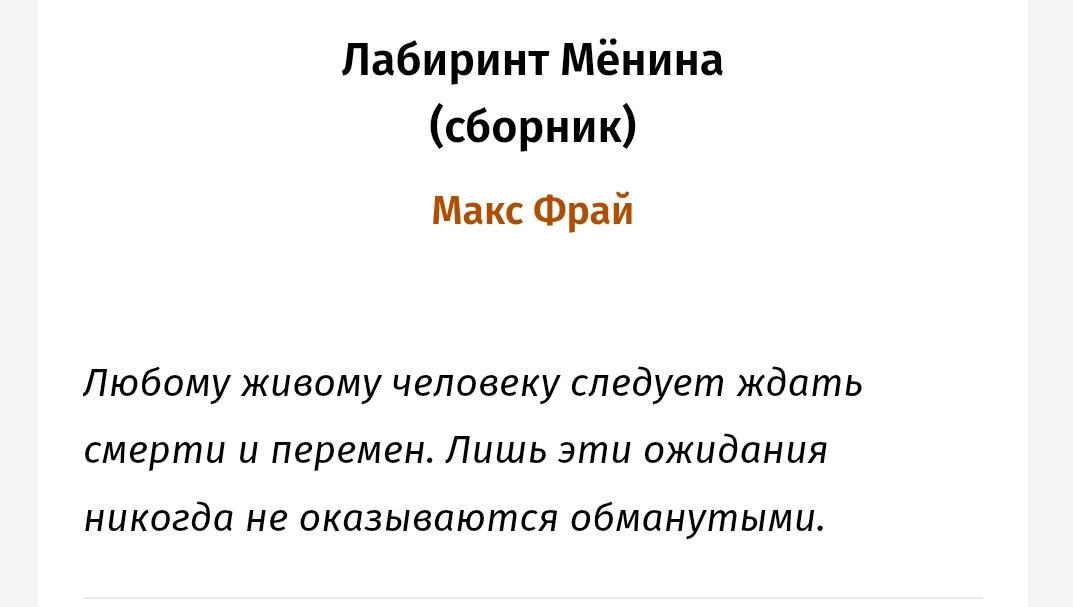 Лабиринт Мёнина
(сборник)
Макс Фрай
Любому живому человеку следует ждать
смерти и перемен. Лишь эти ожидания
никогда не оказываются обманутыми.